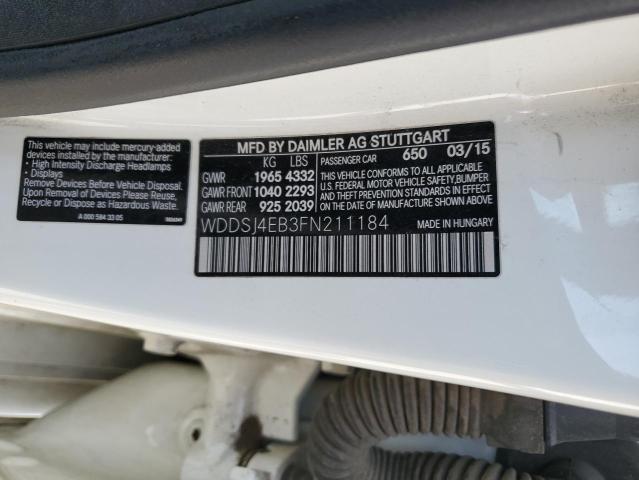 This vehicle may include mercury-added
devices installed by the manufacturer:
• High Intensity Discharge Headlamps
• Displays
Remove Devices Before Vehicle Disposal.
Upon Removal of Devices Please Reuse,
Recycle or Dispose as Hazardous Waste.
A 000 584 33 05
MFD BY DAIMLER AG STUTTGART
KG LBS PASSENGER CAR 650 03/15
GVWR 1965 4332
GAWR FRONT 1040 2293
GAWR REAR 925 2039
THIS VEHICLE CONFORMS TO ALL APPLICABLE
U.S. FEDERAL MOTOR VEHICLE SAFETY,BUMPER
AND THEFT PREVENTION STANDARDS IN EFFECT
ON THE DATE OF MANUFACTURE SHOWN ABOVE
MADE IN HUNGARY
WDDSJ4EB3FN211184